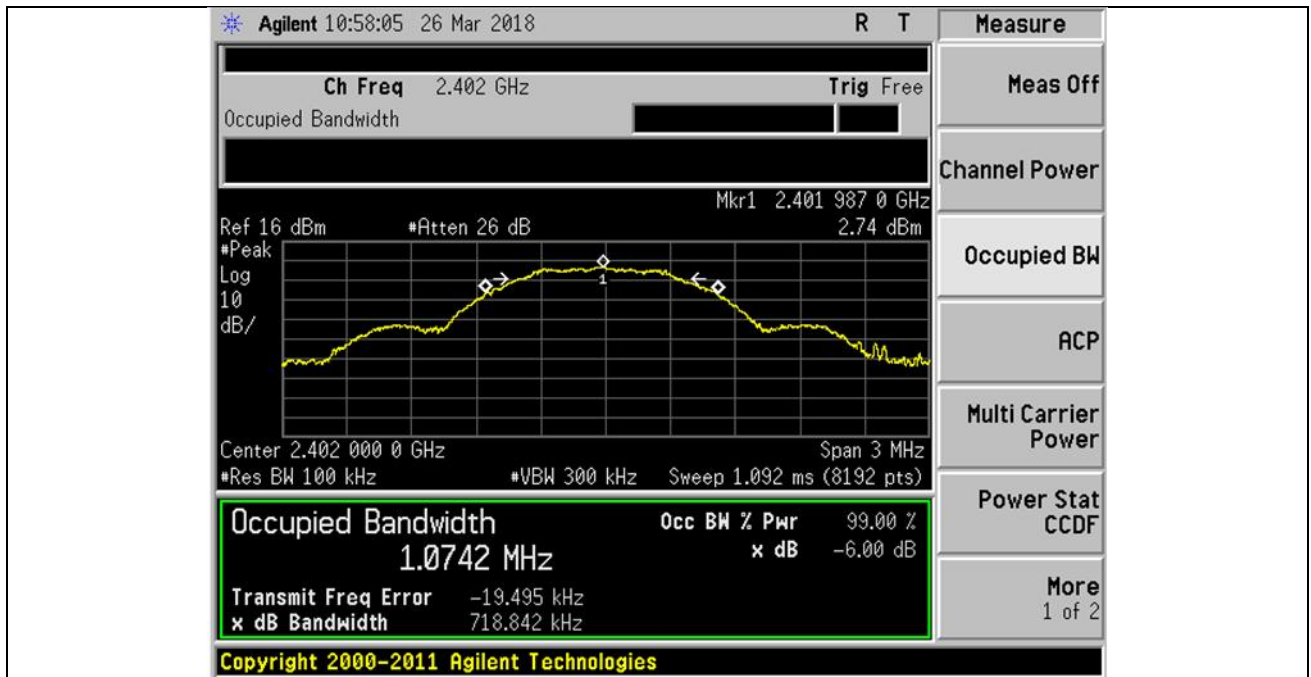 Agilent 10:58:05 26 Mar 2018 R T
Measure
Ch Freq 2.402 GHz Trig Free
Occupied Bandwidth
Meas Off
Channel Power
Mkr1 2.401 987 0 GHz
Ref 16 dBm #Atten 26 dB 2.74 dBm
#Peak
Log
10
dB/
1
Occupied BW
ACP
Multi Carrier
Power
Center 2.402 000 0 GHz Span 3 MHz
#Res BW 100 kHz #VBW 300 kHz Sweep 1.092 ms (8192 pts)
Occupied Bandwidth Occ BW % Pwr 99.00 %
1.0742 MHz x dB -6.00 dB
Transmit Freq Error -19.495 kHz
x dB Bandwidth 718.842 kHz
Power Stat
CCDF
More
1 of 2
Copyright 2000-2011 Agilent Technologies